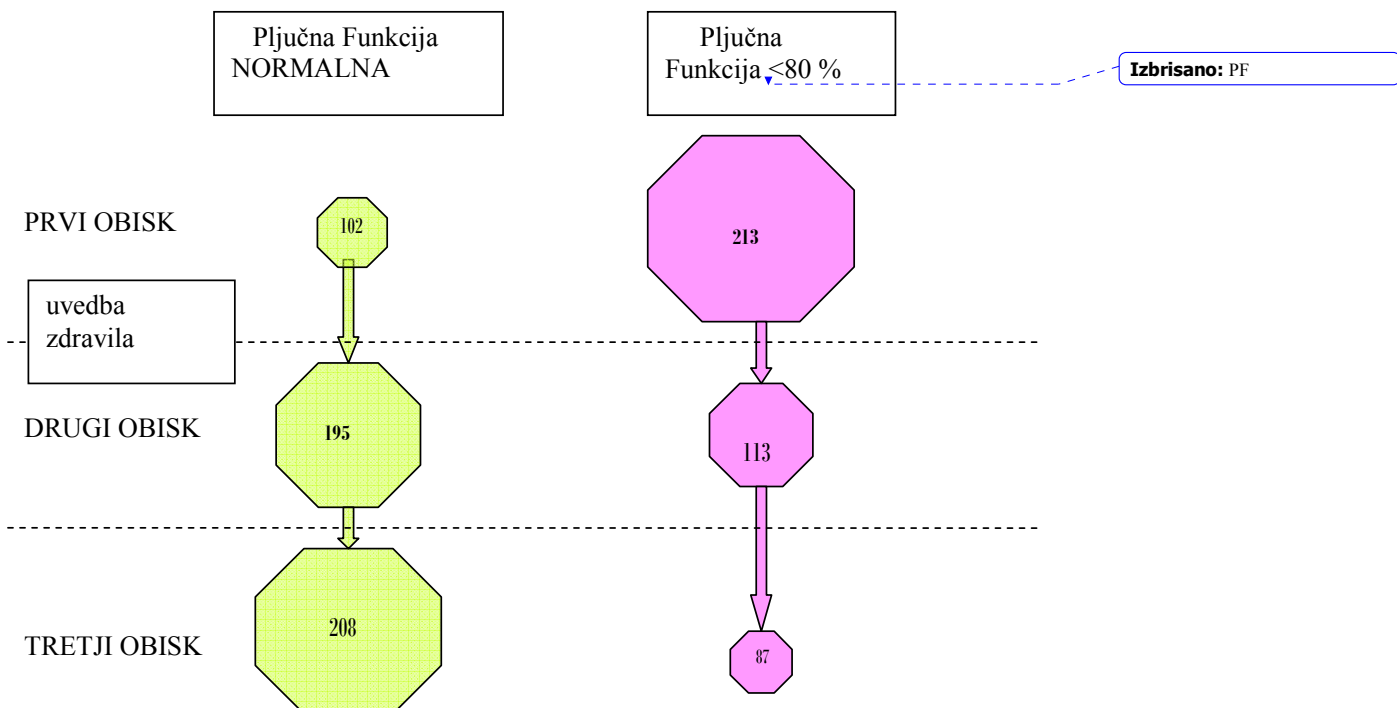 Pljučna Funkcija
NORMALNA
Pljučna
Funkcija <80 %
Izbrisano: PF
PRVI OBISK
102
213
uvedba
zdravila
DRUGI OBISK
195
113
TRETJI OBISK
208
87